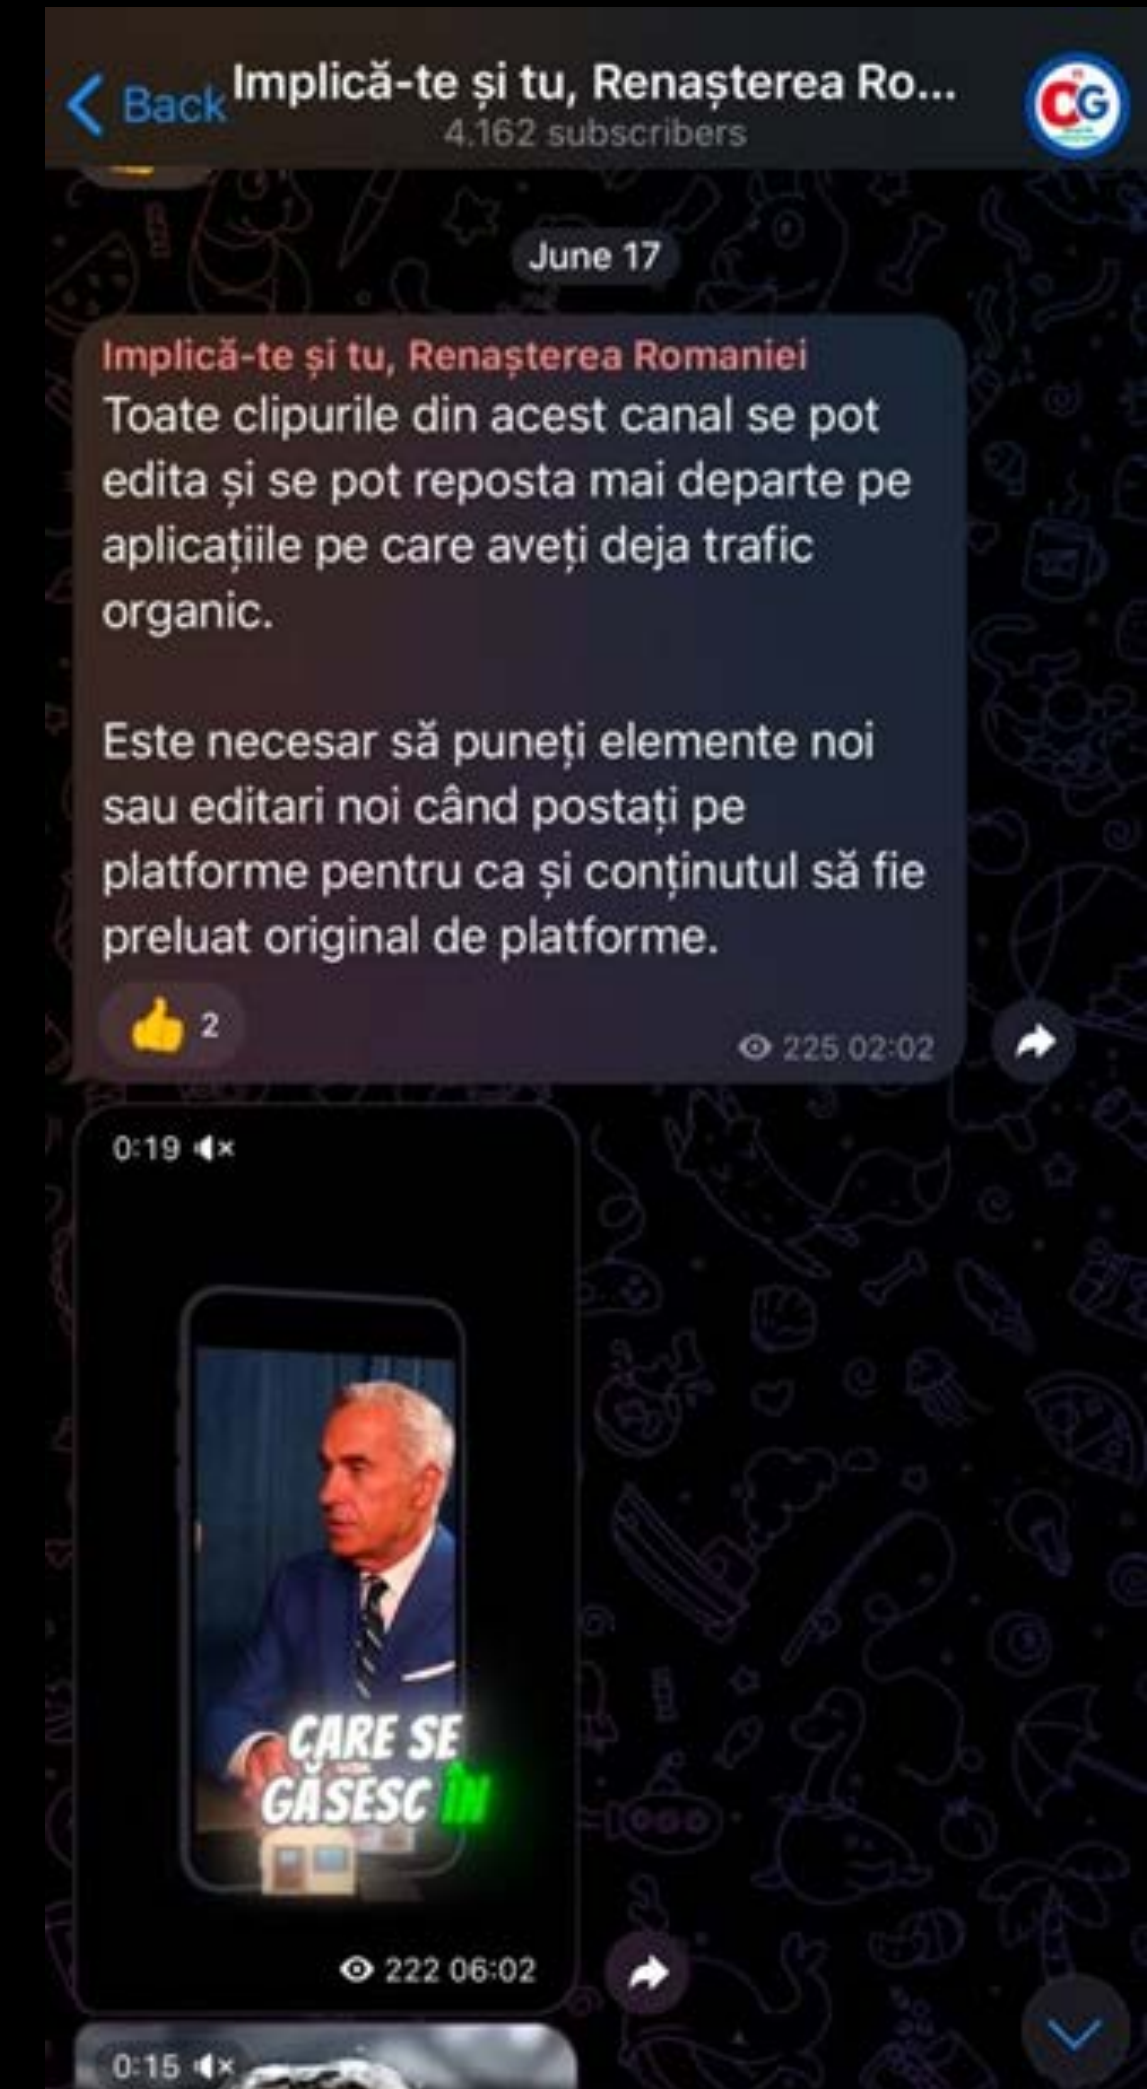 Back
Implică-te și tu, Renașterea Ro...
4.162 subscribers
CG
June 17
Implică-te și tu, Renașterea Romaniei
Toate clipurile din acest canal se pot
edita și se pot reposta mai departe pe
aplicațiile pe care aveți deja trafic
organic.
Este necesar să puneți elemente noi
sau editari noi când postați pe
platforme pentru ca și conținutul să fie
preluat original de platforme.
2
225 02:02
0:19
CARE SE
GĂSESC ÎN
222 06:02
0:15